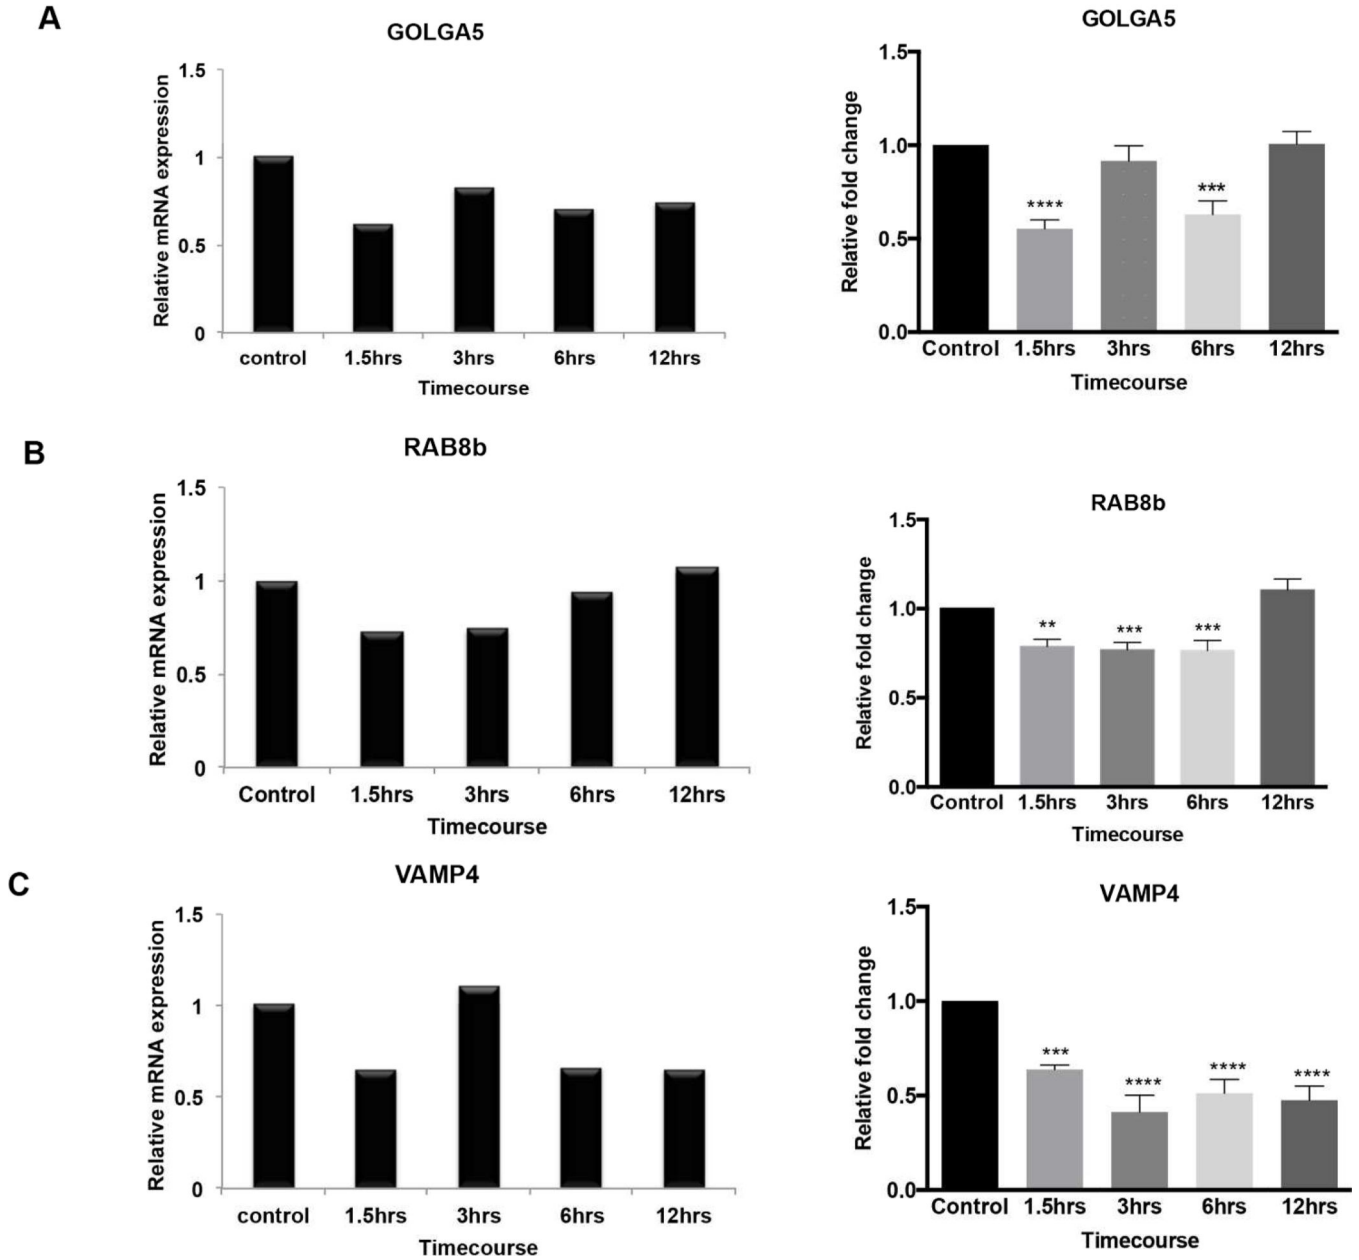 A
GOLGA5
Relative mRNA expression
1.5
1
0.5
0
control 1.5hrs 3hrs 6hrs 12hrs
Timecourse
GOLGA5
Relative fold change
1.5
1.0
0.5
0.0
****
***
Control 1.5hrs 3hrs 6hrs 12hrs
Timecourse
B
RAB8b
Relative mRNA expression
1.5
1
0.5
0
Control 1.5hrs 3hrs 6hrs 12hrs
Timecourse
RAB8b
Relative fold change
1.5
1.0
0.5
0.0
** *** ***
Control 1.5hrs 3hrs 6hrs 12hrs
Timecourse
C
VAMP4
Relative mRNA expression
1.5
1
0.5
0
control 1.5hrs 3hrs 6hrs 12hrs
Timecourse
VAMP4
Relative fold change
1.5
1.0
0.5
0.0
*** **** **** ****
Control 1.5hrs 3hrs 6hrs 12hrs
Timecourse